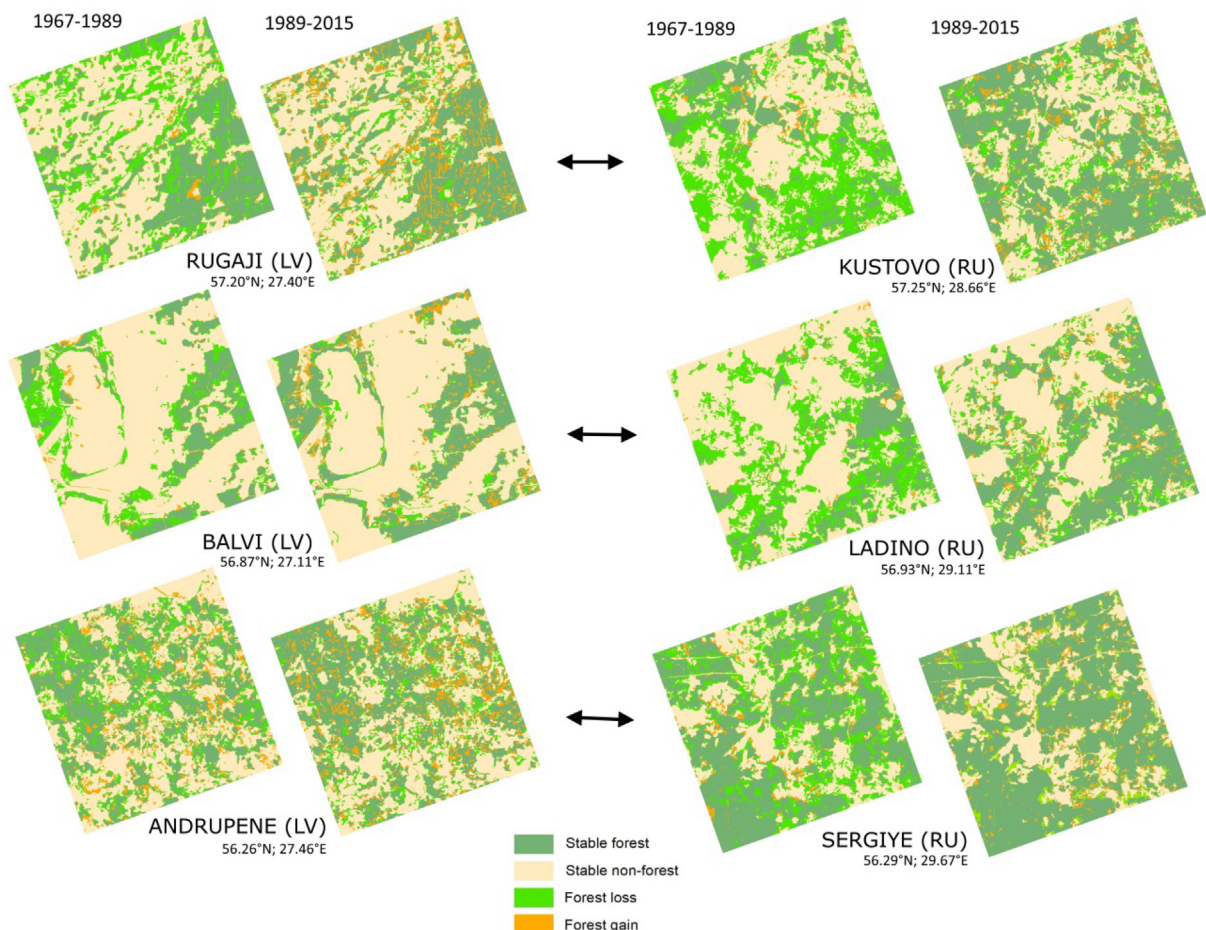 1967-1989
1989-2015
1967-1989
1989-2015
RUGAJI (LV)
57.20°N; 27.40°E
KUSTOVO (RU)
57.25°N; 28.66°E
BALVI (LV)
56.87°N; 27.11°E
LADINO (RU)
56.93°N; 29.11°E
ANDRUPENE (LV)
56.26°N; 27.46°E
SERGIYE (RU)
56.29°N; 29.67°E
Stable forest
Stable non-forest
Forest loss
Forest gain